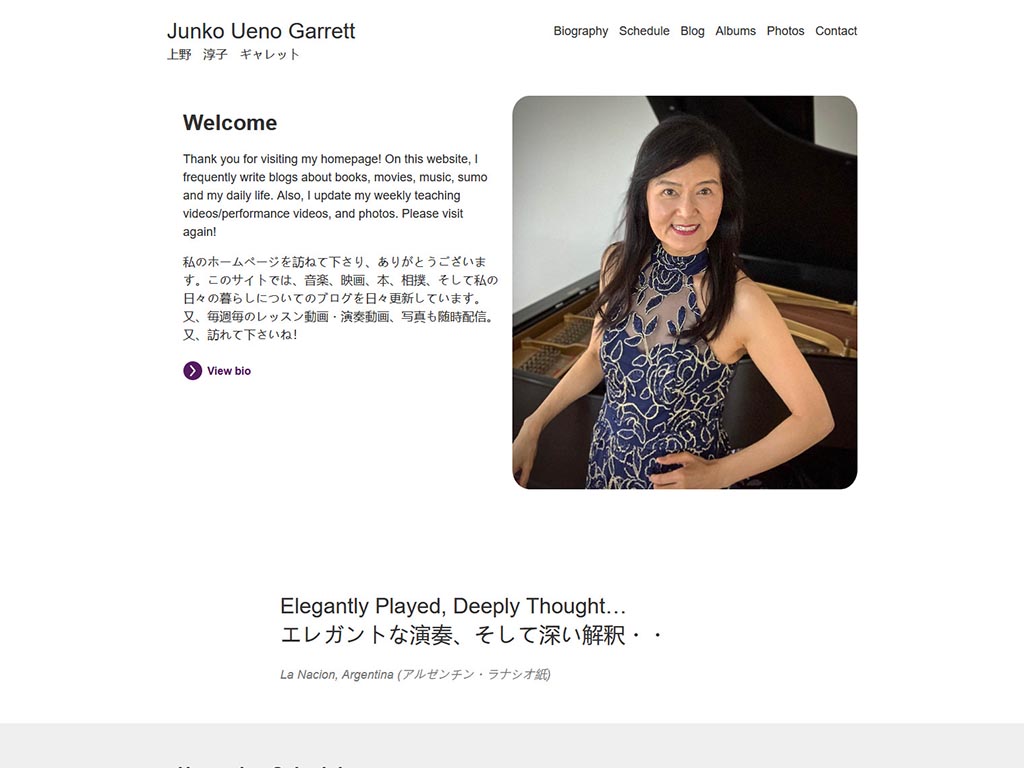 Junko Ueno Garrett
上野　淳子　ギャレット
Biography Schedule Blog Albums Photos Contact
Welcome
Thank you for visiting my homepage! On this website, I
frequently write blogs about books, movies, music, sumo
and my daily life. Also, I update my weekly teaching
videos/performance videos, and photos. Please visit
again!
私のホームページを訪ねて下さり、ありがとうございま
す。このサイトでは、音楽、映画、本、相撲、そして私の
日々の暮らしについてのブログを日々更新しています。
又、毎週毎のレッスン動画・演奏動画、写真も随時配信。
又、訪れて下さいね！
View bio
Elegantly Played, Deeply Thought…
エレガントな演奏、そして深い解釈・・
La Nacion, Argentina (アルゼンチン・ラナシオ紙)